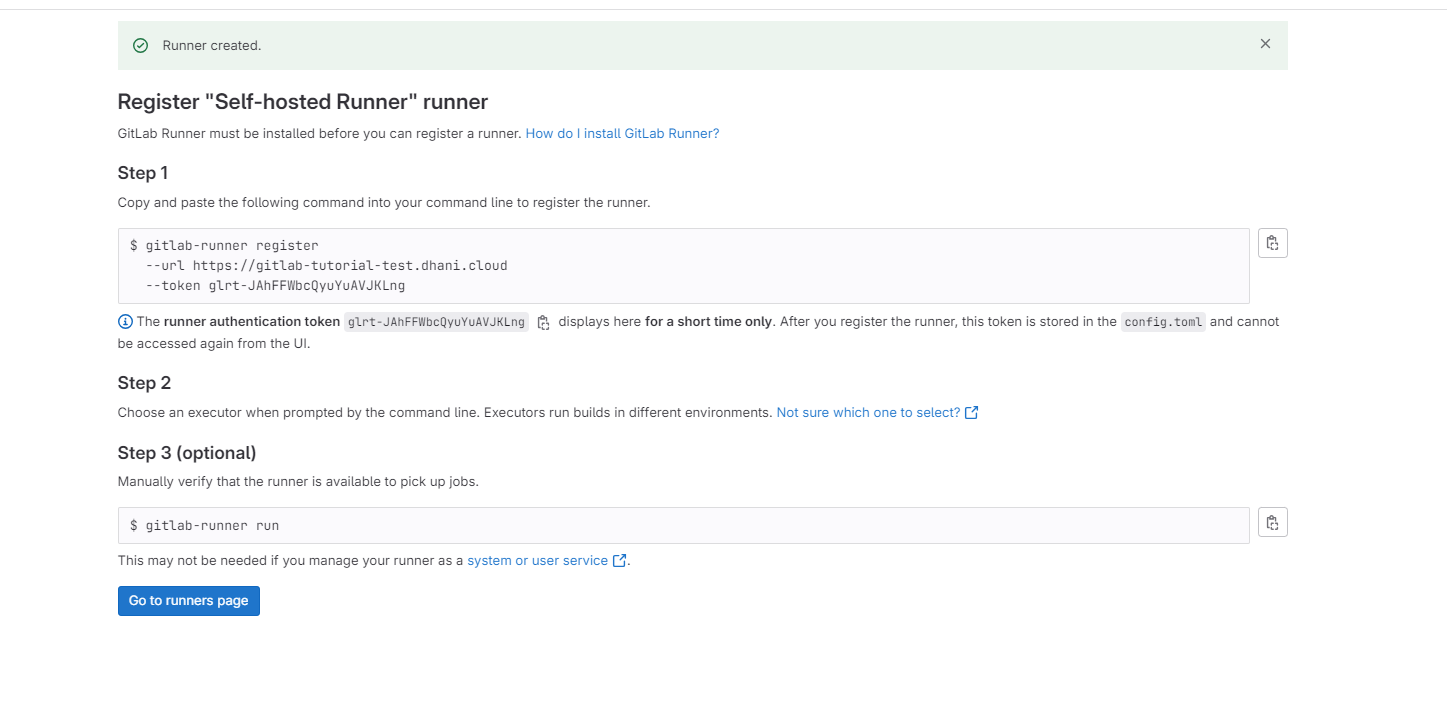 Runner created.
Register "Self-hosted Runner" runner
GitLab Runner must be installed before you can register a runner. How do I install GitLab Runner?
Step 1
Copy and paste the following command into your command line to register the runner.
$ gitlab-runner register
--url https://gitlab-tutorial-test.dhani.cloud
--token glrt-JAhFFWbcQyuYuAVJKLng
The runner authentication token glrt-JAhFFWbcQyuYuAVJKLng displays here for a short time only. After you register the runner, this token is stored in the config.toml and cannot
be accessed again from the UI.
Step 2
Choose an executor when prompted by the command line. Executors run builds in different environments. Not sure which one to select?
Step 3 (optional)
Manually verify that the runner is available to pick up jobs.
$ gitlab-runner run
This may not be needed if you manage your runner as a system or user service.
Go to runners page